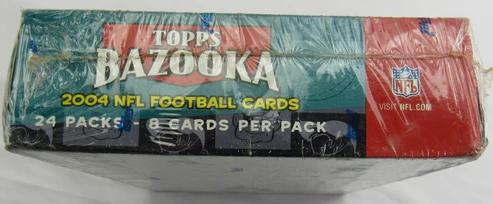 TOPPS
BAZOOKA
2004 NFL FOOTBALL CARDS
24 PACKS 8 CARDS PER PACK
NFL
VISIT NFL.COM